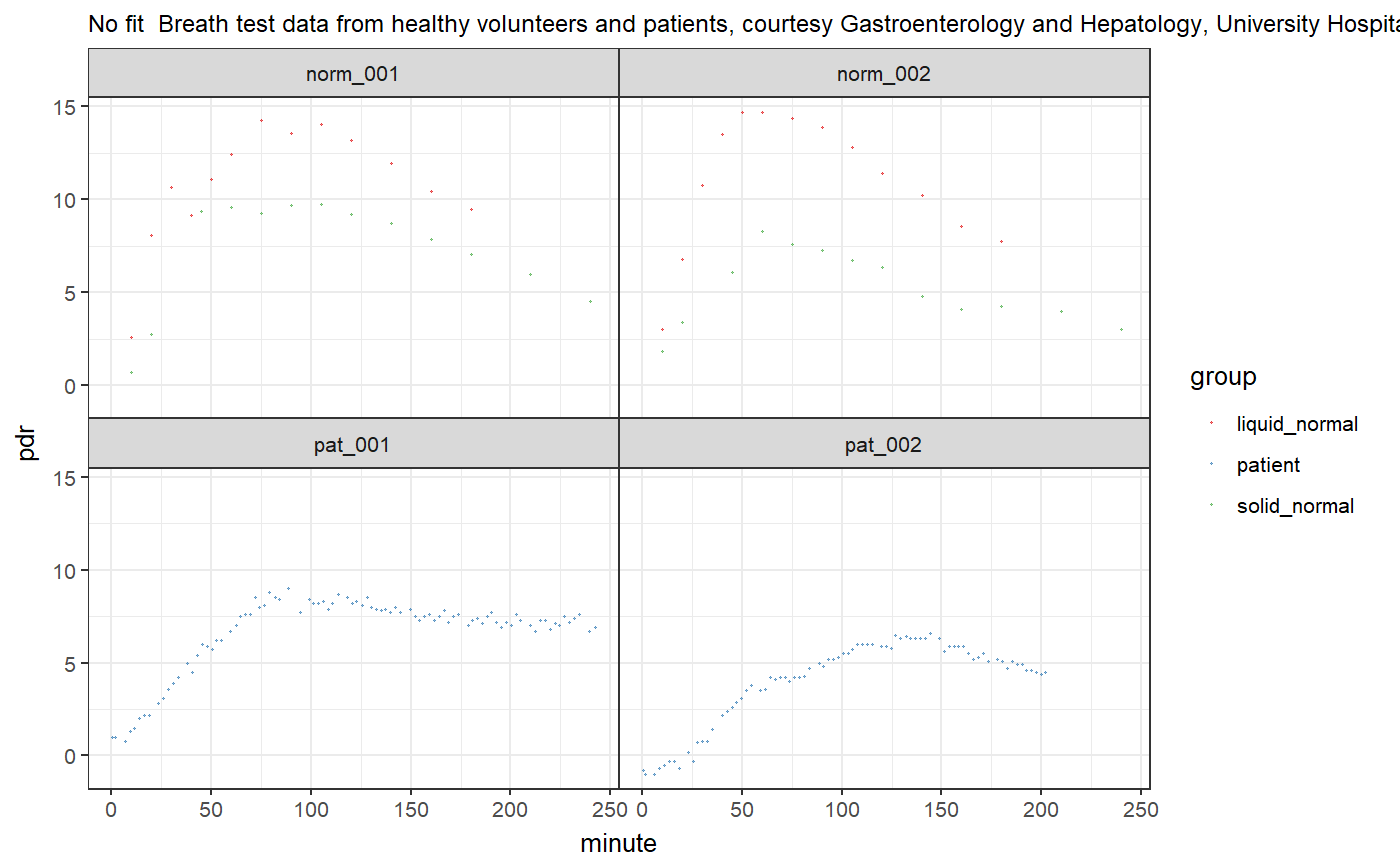 No fit  Breath test data from healthy volunteers and patients, courtesy Gastroenterology and Hepatology, University
norm_001
norm_002
15
10
5
0
pat_001
pat_002
15
10
5
0
pdr
0 50 100 150 200 250 0 50 100 150 200 250
minute
group
liquid_normal
patient
solid_normal